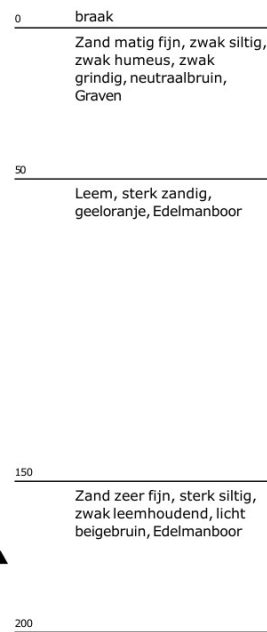 0 braak
Zand matig fijn, zwak siltig,
zwak humeus, zwak
grindig, neutraalbruin,
Graven
50
Leem, sterk zandig,
geeloranje, Edelmanboor
150
Zand zeer fijn, sterk siltig,
zwak leemhoudend, licht
beigebruin, Edelmanboor
200